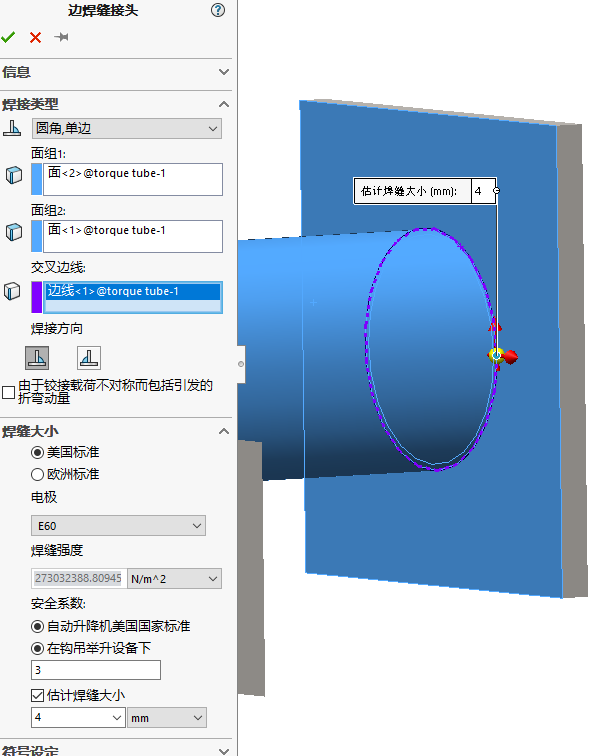 边焊缝接头
信息
焊接类型
圆角,单边
面组1:
面<2>@torque tube-1
面组2:
面<1>@torque tube-1
交叉边线:
边线<1>@torque tube-1
焊接方向
由于铰接载荷不对称而包括引发的
折弯动量
焊缝大小
美国标准
欧洲标准
电极
E60
焊缝强度
273032388.80945 N/m^2
安全系数:
自动升降机美国国家标准
在钩吊举升设备下
3
估计焊缝大小
4 mm
符号设定
估计焊缝大小 (mm): 4